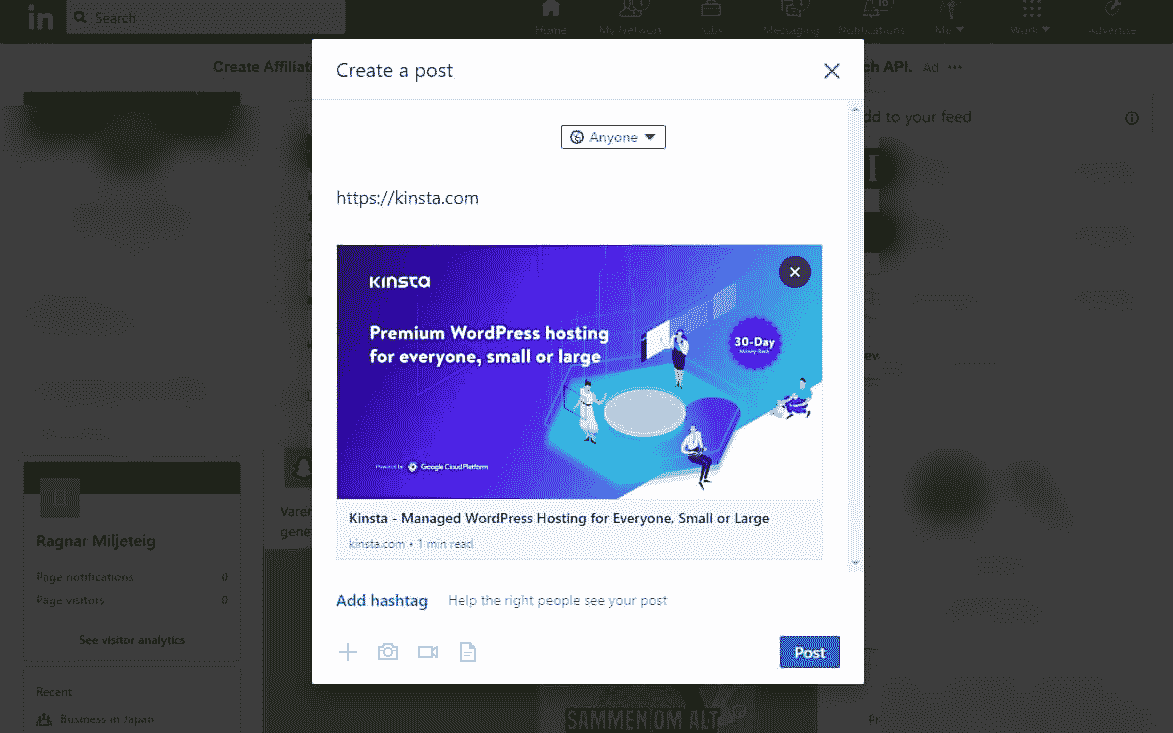 in
Search
Home
My Network
Jobs
Messaging
Notifications
Work
Advertise
Create Affiliat
ch API. Ad
dd to your feed
Create a post
Anyone
https://kinsta.com
KINSTA
Premium WordPress hosting
for everyone, small or large
30-Day
Money Back
Powered by Google Cloud Platform
Kinsta - Managed WordPress Hosting for Everyone, Small or Large
kinsta.com • 1 min read
Add hashtag Help the right people see your post
Post
Ragnar Miljeteig
Page notifications 0
Page visitors 0
See visitor analytics
Recent
Business in Japan
Varen
gene
SAMMEN OM ALT